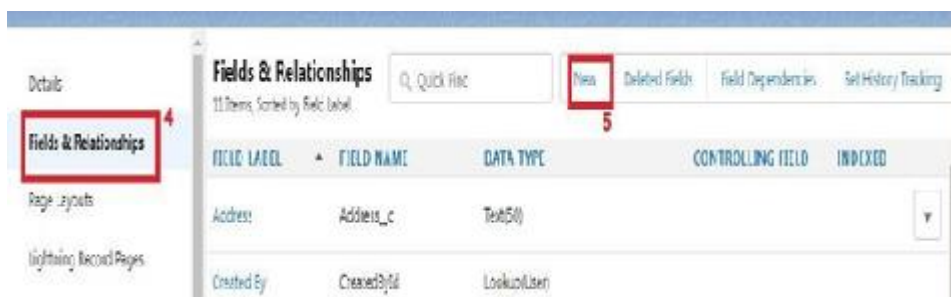 Details
Fields & Relationships
4
Page Layouts
Lightning Record Pages
Fields & Relationships
11 Items, Sorted by Field Label
Quick Find
New
Deleted Fields
Field Dependencies
Set History Tracking
5
FIELD LABEL
FIELD NAME
DATA TYPE
CONTROLLING FIELD
INDEXED
Address
Address_c
Text(50)
Created By
CreatedById
Lookup(User)